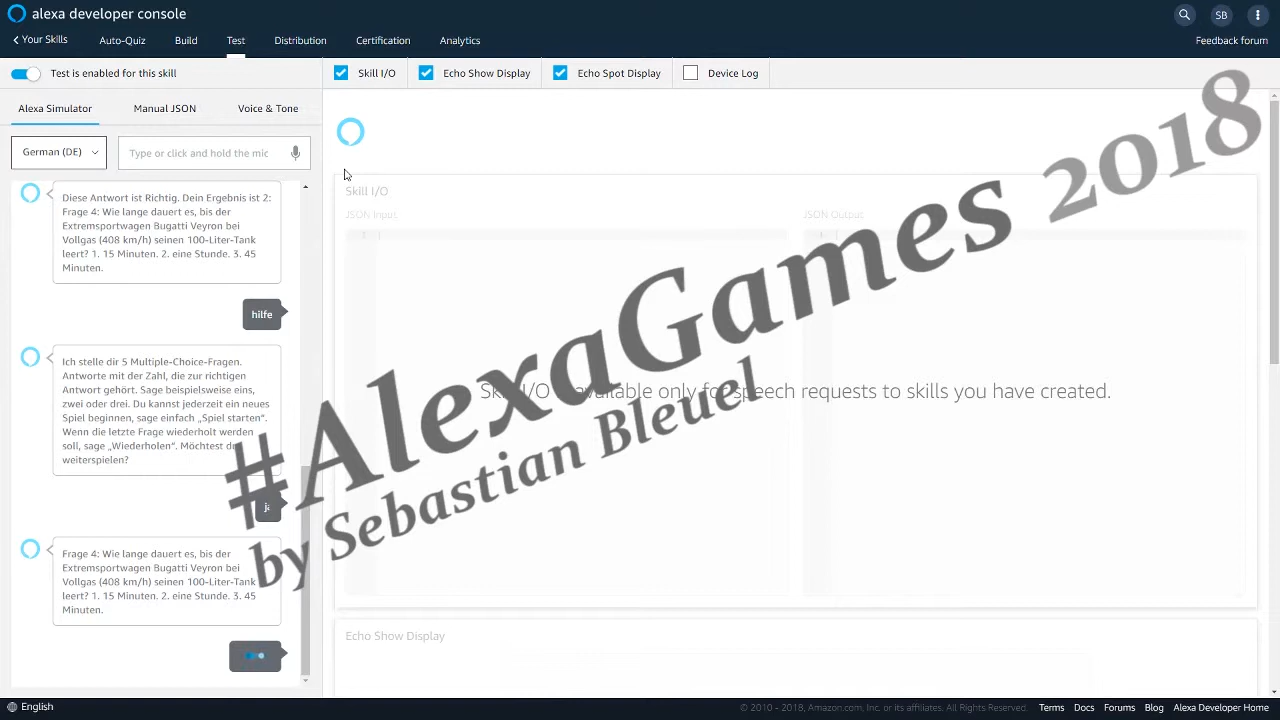 alexa developer console
SB
Your Skills Auto-Quiz Build Test Distribution Certification Analytics Feedback forum
Test is enabled for this skill
Skill I/O Echo Show Display Echo Spot Display Device Log
Alexa Simulator Manual JSON Voice & Tone
German (DE)
Type or click and hold the mic
Diese Antwort ist Richtig. Dein Ergebnis ist 2:
Frage 4: Wie lange dauert es, bis der
Extremsportwagen Bugatti Veyron bei
Vollgas (408 km/h) seinen 100-Liter-Tank
leert? 1. 15 Minuten. 2. eine Stunde. 3. 45
Minuten.
hilfe
Ich stelle dir 5 Multiple-Choice-Fragen.
Antworte mit der Zahl, die zur richtigen
Antwort gehört. Sage beispielsweise eins,
zwei oder drei. Du kannst jederzeit ein neues
Spiel beginnen, sage einfach „Spiel starten“.
Wenn die letzte Frage wiederholt werden
soll, sage „Wiederholen“. Möchtest du
weiterspielen?
ja
Frage 4: Wie lange dauert es, bis der
Extremsportwagen Bugatti Veyron bei
Vollgas (408 km/h) seinen 100-Liter-Tank
leert? 1. 15 Minuten. 2. eine Stunde. 3. 45
Minuten.
Skill I/O
JSON Input
JSON Output
1
1
Skill I/O is available only for speech requests to skills you have created.
#AlexaGames 2018
by Sebastian Bleuel
Echo Show Display
English
© 2010 - 2018, Amazon.com, Inc. or its affiliates. All Rights Reserved. Terms Docs Forums Blog Alexa Developer Home